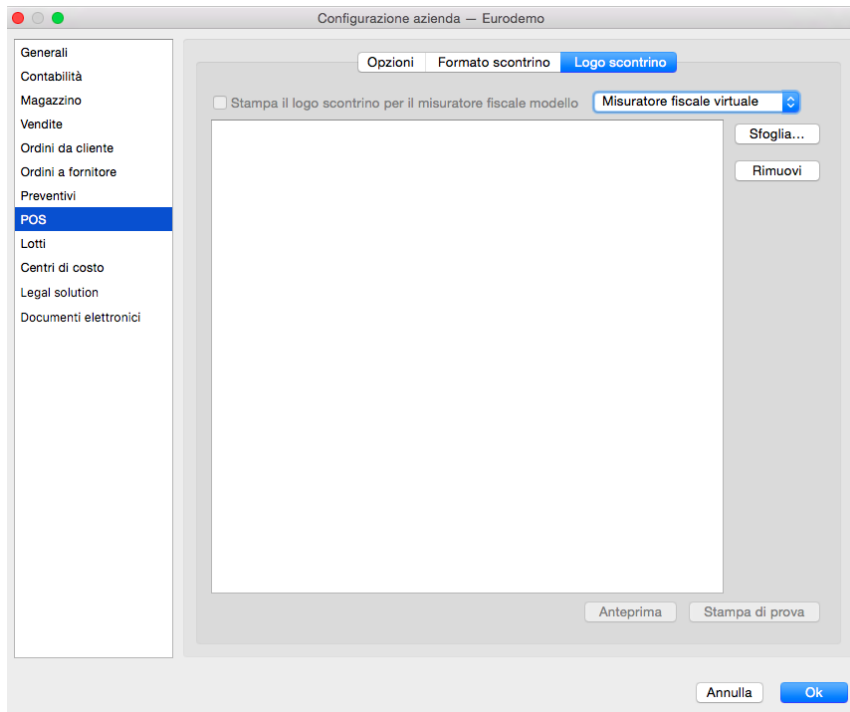 Configurazione azienda — Eurodemo
Generali
Contabilità
Magazzino
Vendite
Ordini da cliente
Ordini a fornitore
Preventivi
POS
Lotti
Centri di costo
Legal solution
Documenti elettronici
Opzioni Formato scontrino Logo scontrino
Stampa il logo scontrino per il misuratore fiscale modello Misuratore fiscale virtuale
Sfoglia...
Rimuovi
Anteprima Stampa di prova
Annulla Ok